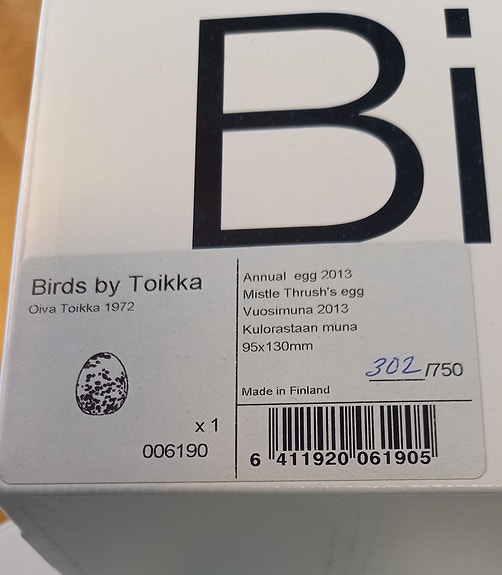 Bi
Birds by Toikka
Oiva Toikka 1972
x 1
006190
Annual egg 2013
Mistle Thrush's egg
Vuosimuna 2013
Kulorastaan muna
95x130mm
302/750
Made in Finland
6 411920 061905